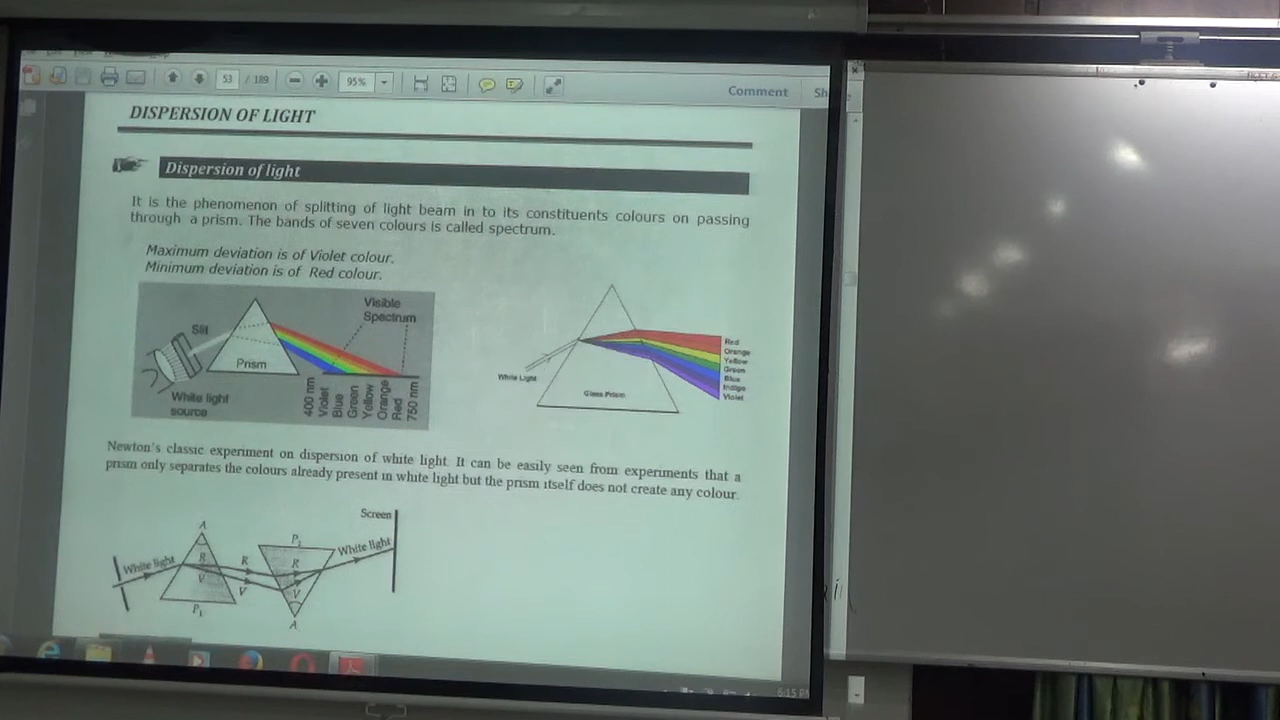 53 / 189
95%
Comment
Sh
DISPERSION OF LIGHT
Dispersion of light
It is the phenomenon of splitting of light beam in to its constituents colours on passing
through a prism. The bands of seven colours is called spectrum.
Maximum deviation is of Violet colour.
Minimum deviation is of Red colour.
Visible
Spectrum
Slit
Prism
White light
source
400 nm
Violet
Blue
Green
Yellow
Orange
Red
750 nm
White Light
Glass Prism
Red
Orange
Yellow
Green
Blue
Indigo
Violet
Newton's classic experiment on dispersion of white light. It can be easily seen from experiments that a
prism only separates the colours already present in white light but the prism itself does not create any colour.
Screen
A
P1
White light
White light
R
R
R
V
V
V
P1
A
6:15 P